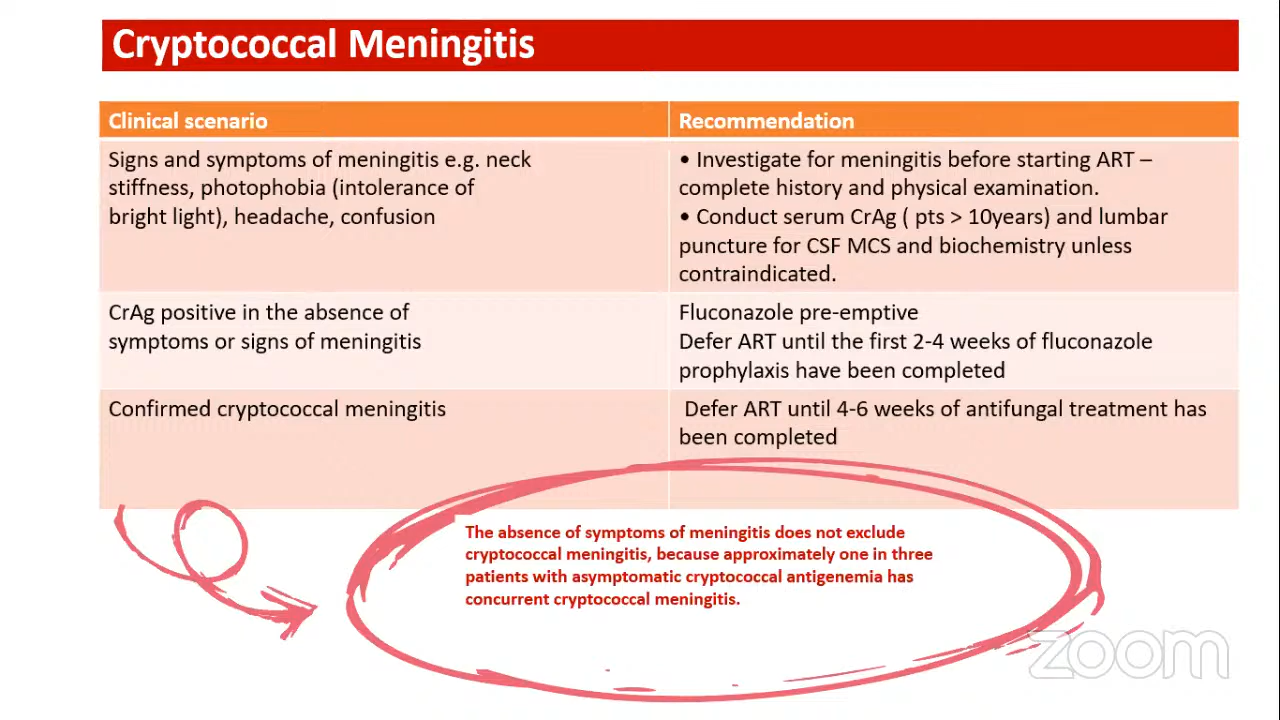 Cryptococcal Meningitis
Clinical scenario
Recommendation
Signs and symptoms of meningitis e.g. neck
stiffness, photophobia (intolerance of
bright light), headache, confusion
• Investigate for meningitis before starting ART –
complete history and physical examination.
• Conduct serum CrAg ( pts > 10years) and lumbar
puncture for CSF MCS and biochemistry unless
contraindicated.
CrAg positive in the absence of
symptoms or signs of meningitis
Fluconazole pre-emptive
Defer ART until the first 2-4 weeks of fluconazole
prophylaxis have been completed
Confirmed cryptococcal meningitis
Defer ART until 4-6 weeks of antifungal treatment has
been completed
The absence of symptoms of meningitis does not exclude
cryptococcal meningitis, because approximately one in three
patients with asymptomatic cryptococcal antigenemia has
concurrent cryptococcal meningitis.
zoom